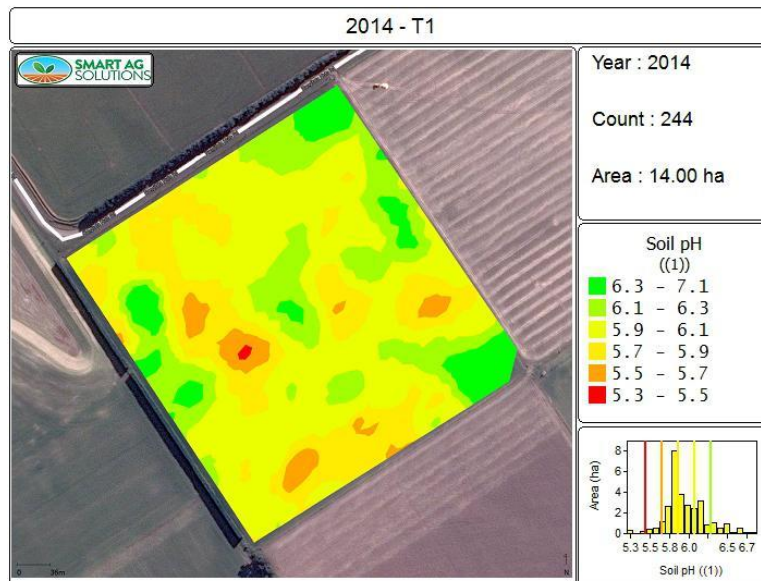 2014 - T1
SMART AG
SOLUTIONS
Year : 2014
Count : 244
Area : 14.00 ha
Soil pH
((1))
6.3 - 7.1
6.1 - 6.3
5.9 - 6.1
5.7 - 5.9
5.5 - 5.7
5.3 - 5.5
0 36m
N
Area (ha)
8
6
4
2
0
5.3 5.5 5.8 6.0 6.5 6.7
Soil pH ((1))